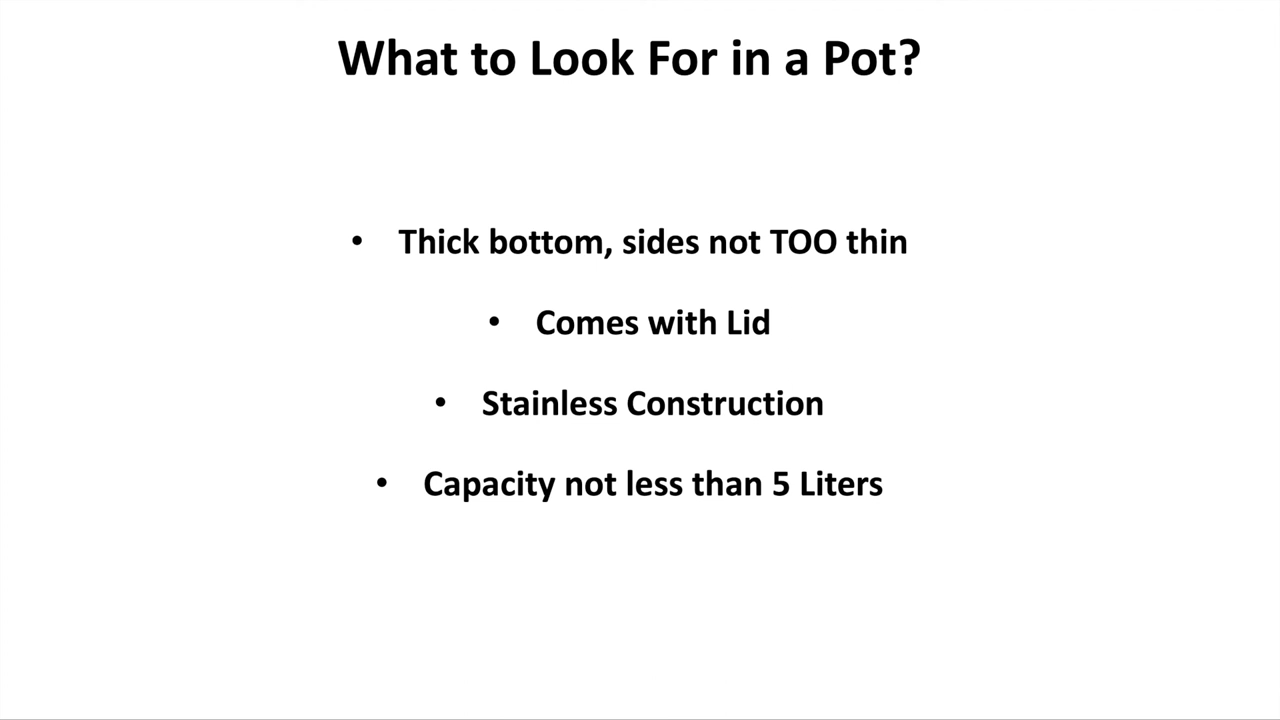 What to Look For in a Pot?
• Thick bottom, sides not TOO thin
• Comes with Lid
• Stainless Construction
• Capacity not less than 5 Liters